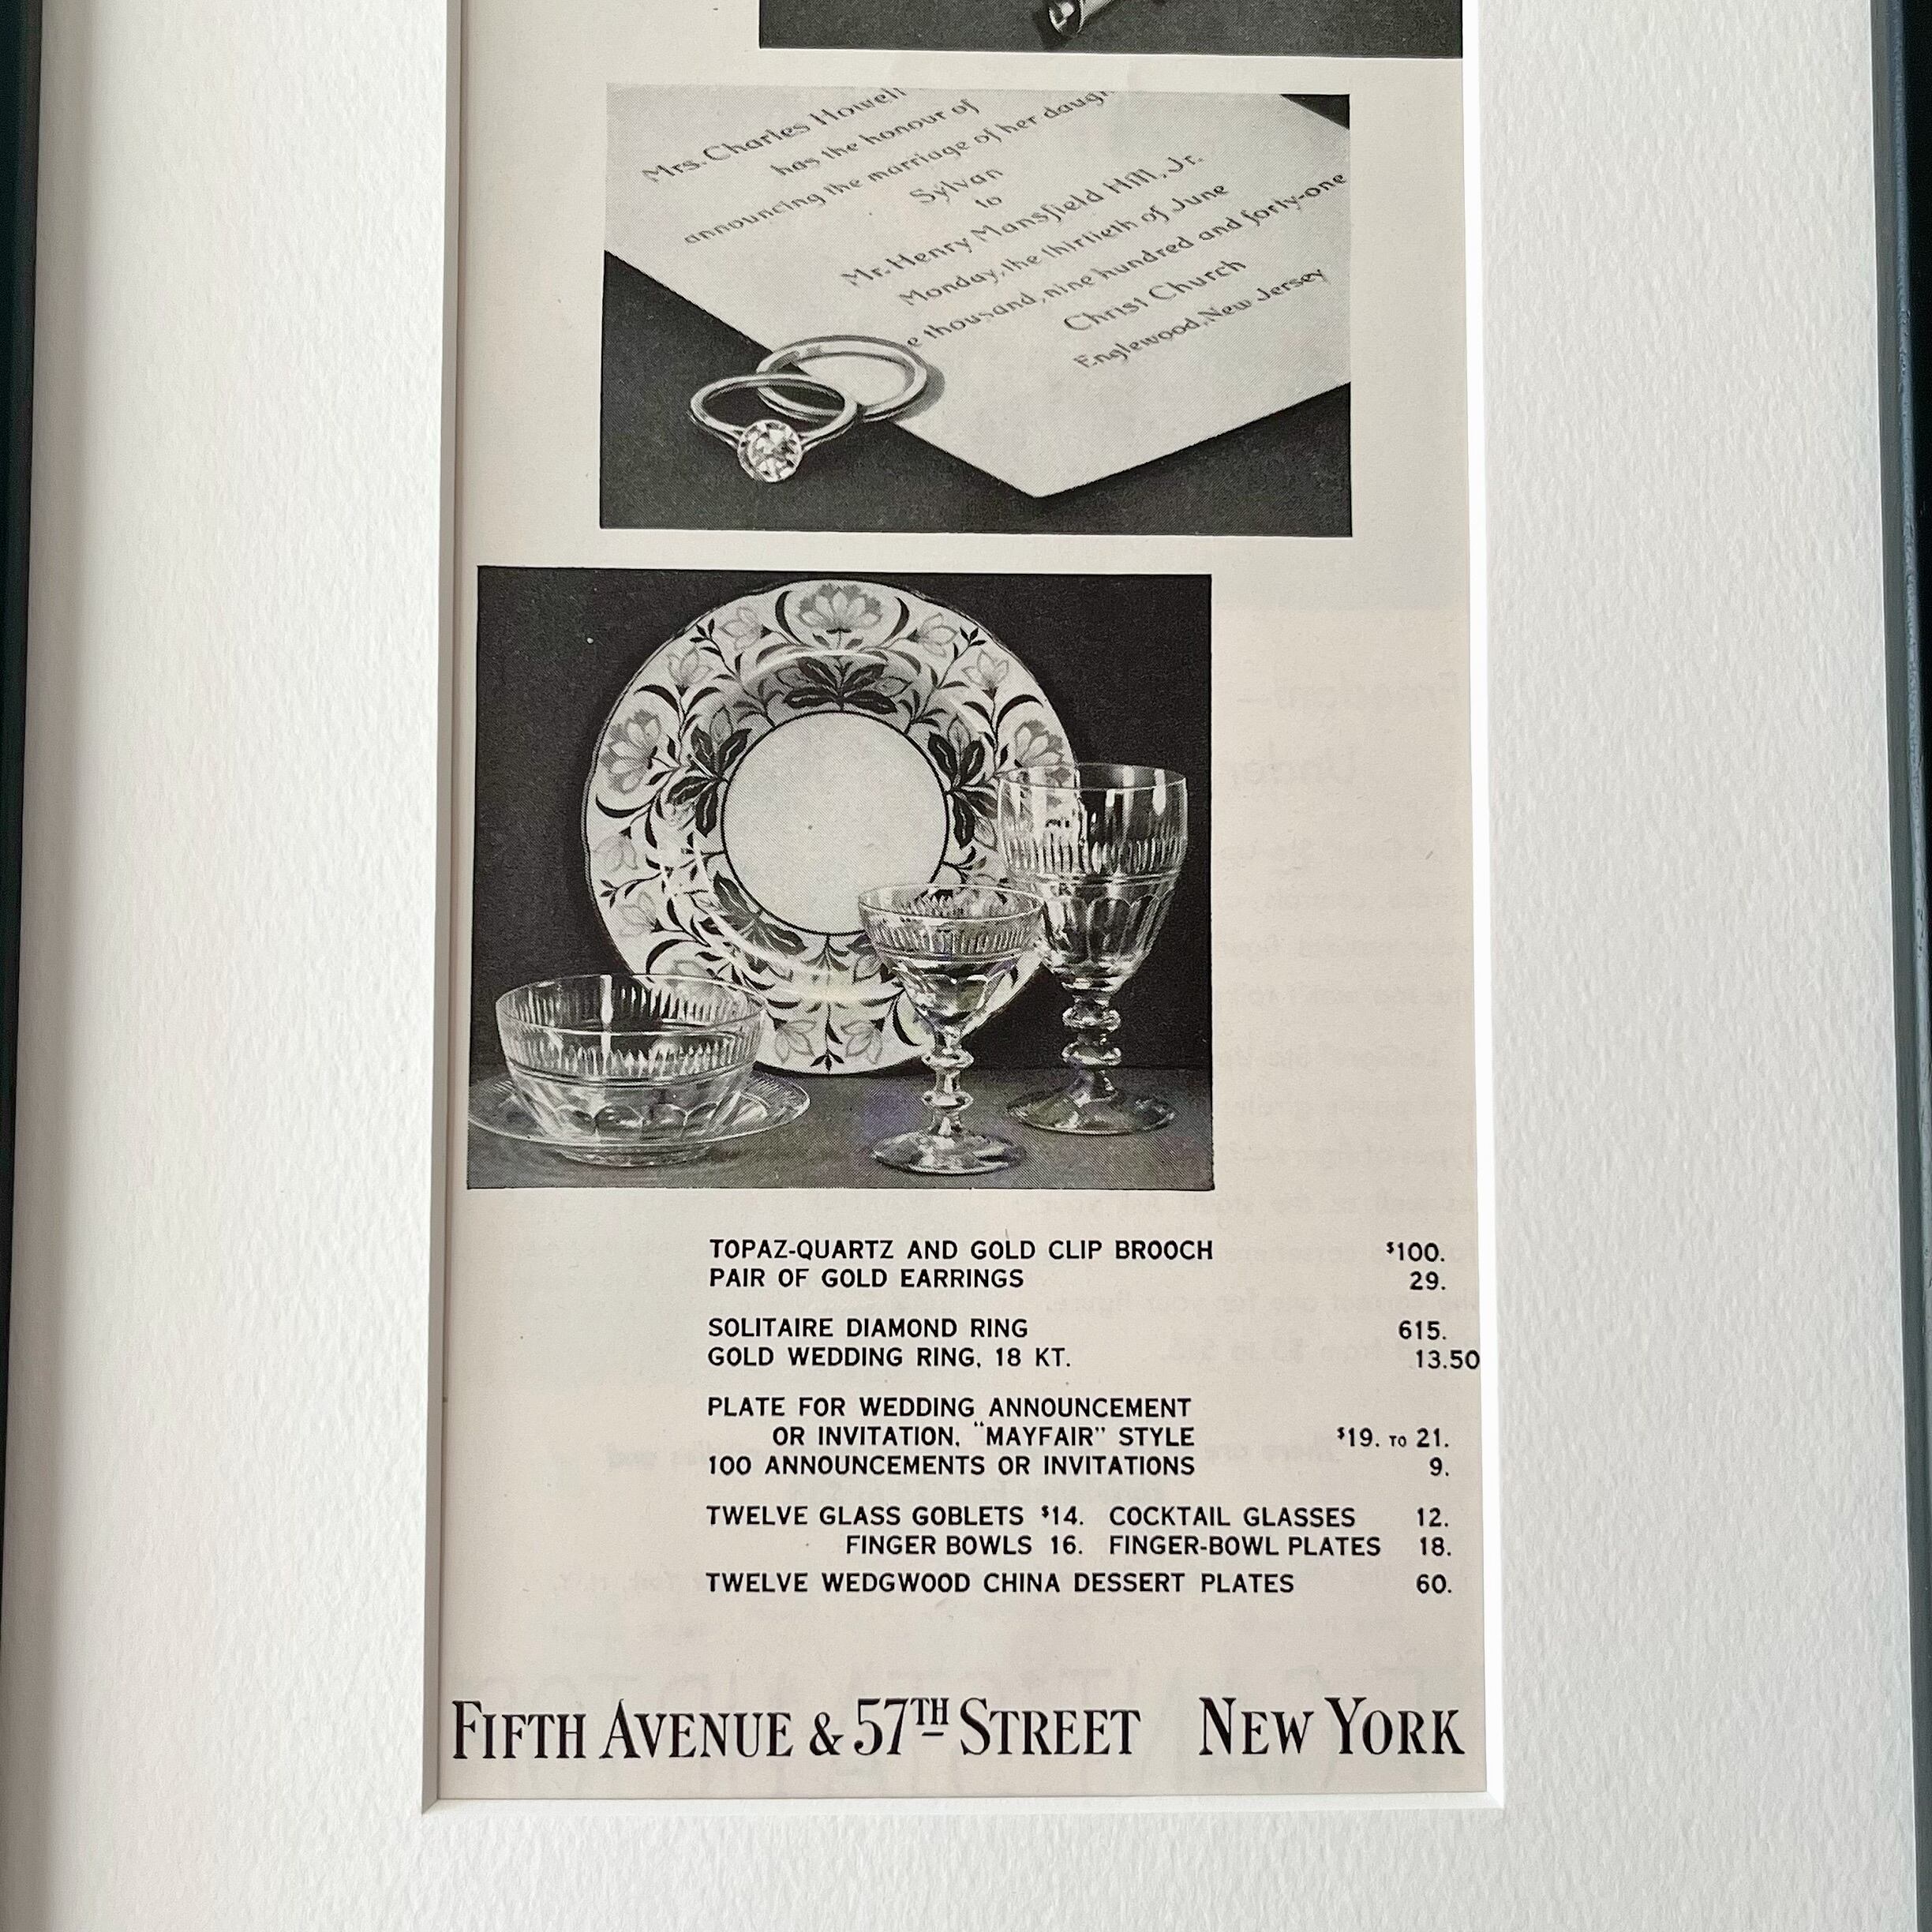 Mrs. Charles Howell
has the honour of
announcing the marriage of her daugh
Sylvan
to
Mr. Henry Mansfield Hill, Jr.
Monday, the thirtieth of June
e thousand, nine hundred and forty-one
Christ Church
Englewood, New Jersey
TOPAZ-QUARTZ AND GOLD CLIP BROOCH $100.
PAIR OF GOLD EARRINGS 29.
SOLITAIRE DIAMOND RING 615.
GOLD WEDDING RING, 18 KT. 13.50
PLATE FOR WEDDING ANNOUNCEMENT
OR INVITATION, "MAYFAIR" STYLE $19. TO 21.
100 ANNOUNCEMENTS OR INVITATIONS 9.
TWELVE GLASS GOBLETS $14. COCKTAIL GLASSES 12.
FINGER BOWLS 16. FINGER-BOWL PLATES 18.
TWELVE WEDGWOOD CHINA DESSERT PLATES 60.
FIFTH AVENUE & 57TH STREET NEW YORK